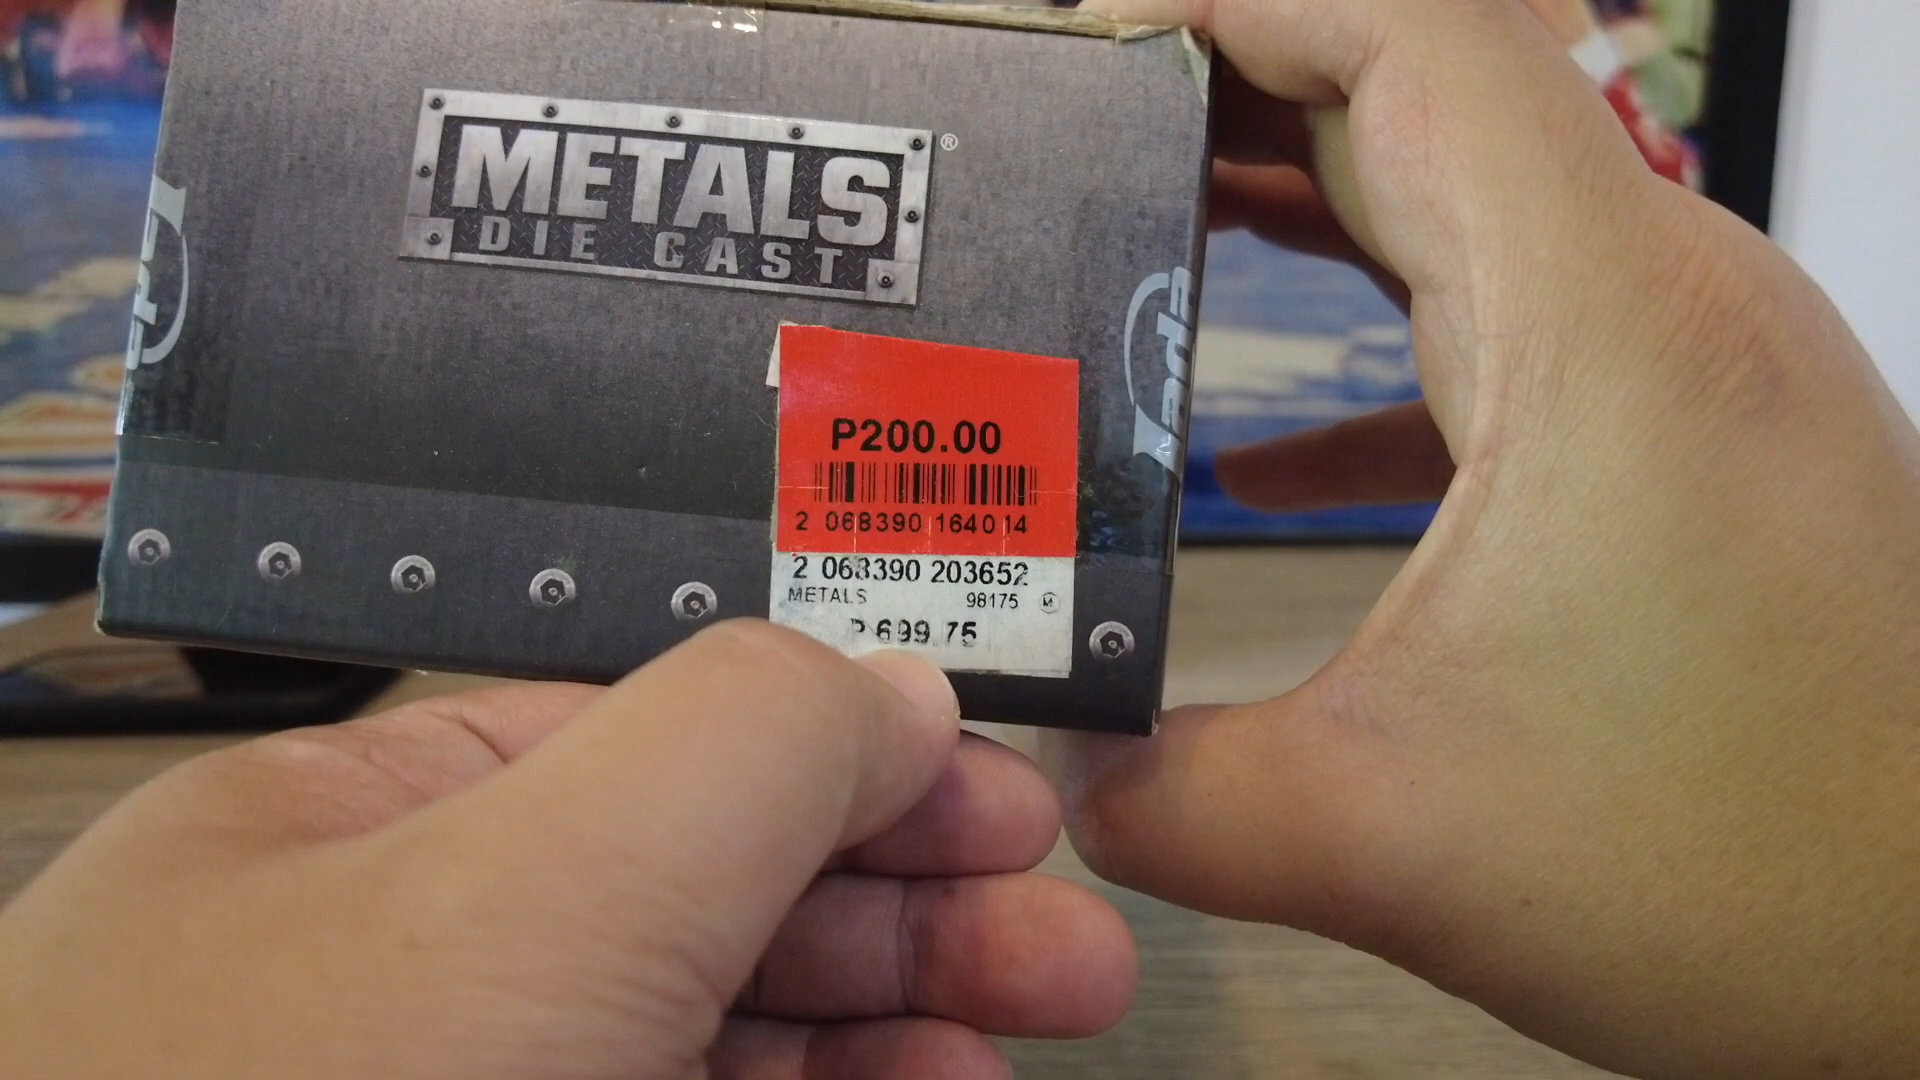 METALS ®
DIE CAST
P200.00
2 068390 164014
2 068390 203652
METALS 98175 M
P 699.75